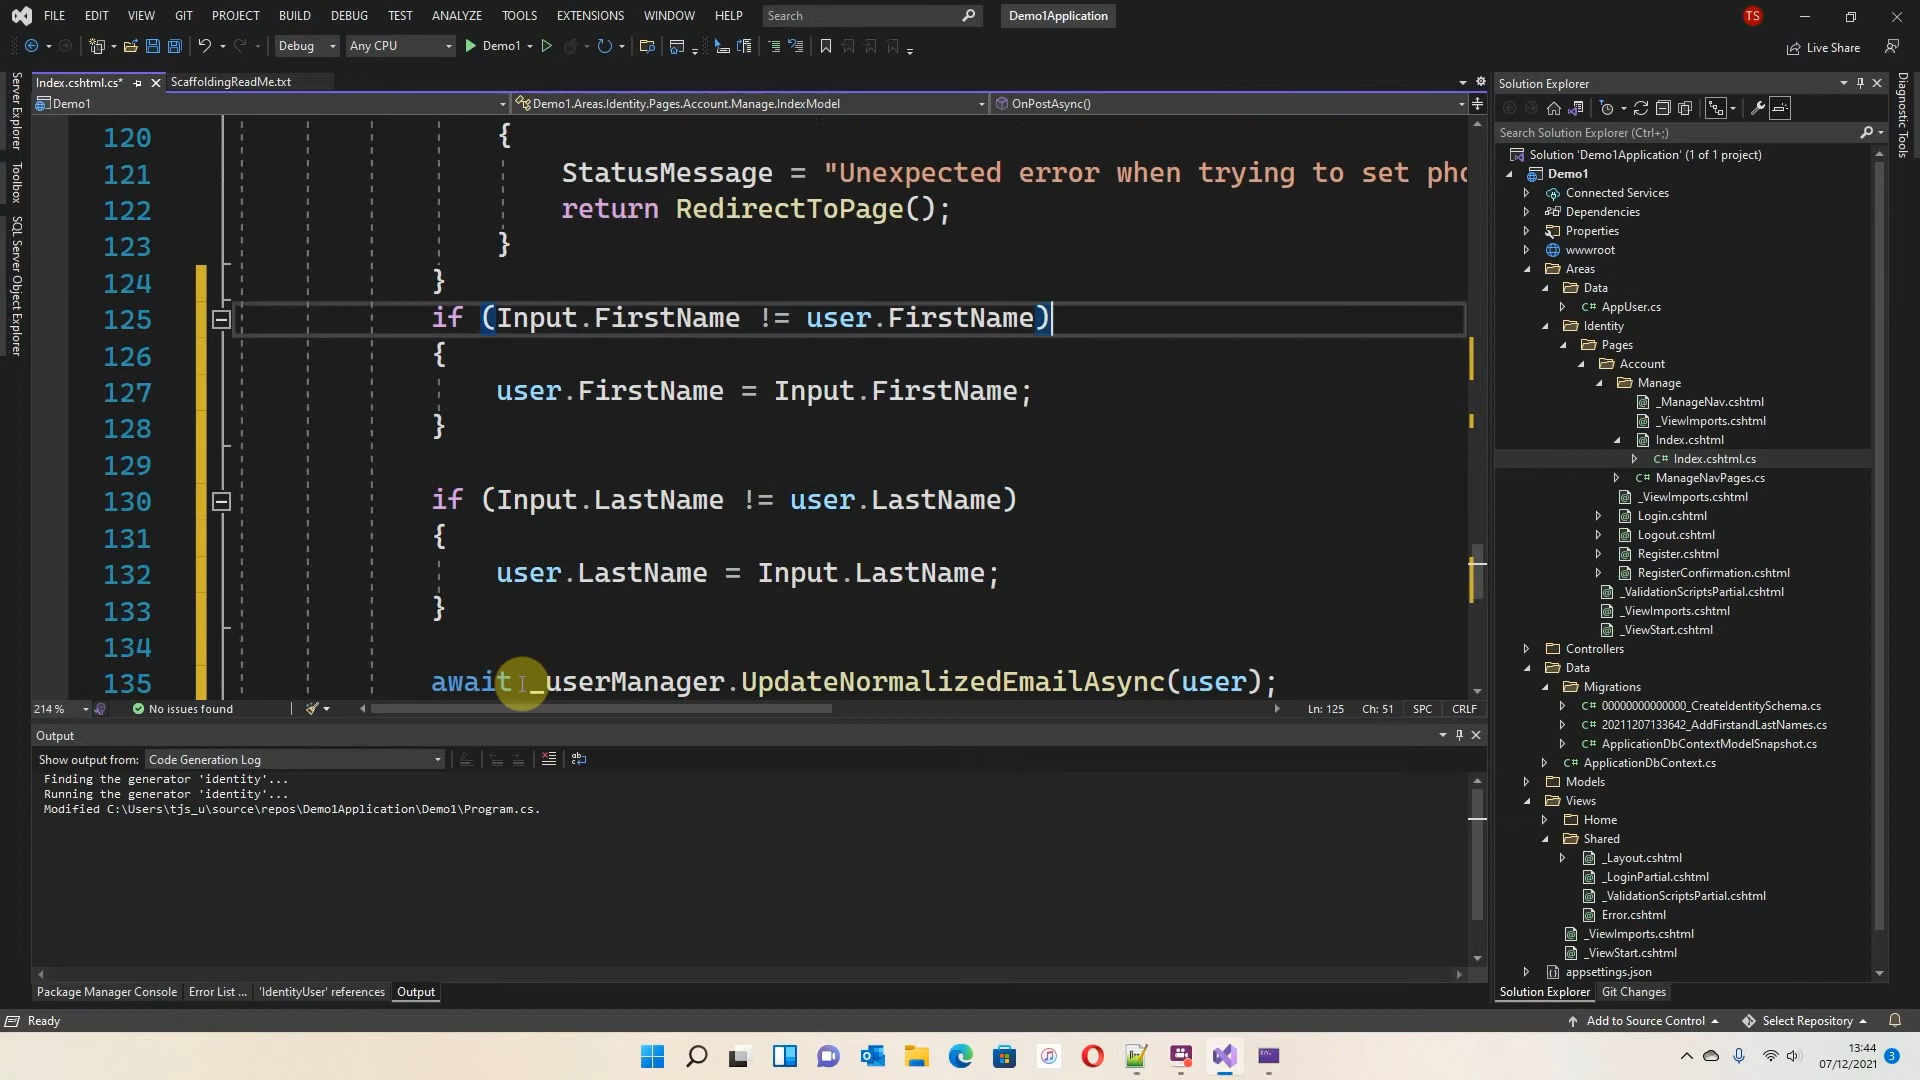 FILE EDIT VIEW GIT PROJECT BUILD DEBUG TEST ANALYZE TOOLS EXTENSIONS WINDOW HELP Search Demo1Application TS
Debug Any CPU Demo1 Live Share
Index.cshtml.cs* ScaffoldingReadMe.txt
Demo1 Demo1.Areas.Identity.Pages.Account.Manage.IndexModel OnPostAsync()
Server Explorer
Toolbox
SQL Server Object Explorer
120 {
121 StatusMessage = "Unexpected error when trying to set pho
122 return RedirectToPage();
123 }
124 }
125 if (Input.FirstName != user.FirstName)
126 {
127 user.FirstName = Input.FirstName;
128 }
129
130 if (Input.LastName != user.LastName)
131 {
132 user.LastName = Input.LastName;
133 }
134
135 await _userManager.UpdateNormalizedEmailAsync(user);
214 % No issues found Ln: 125 Ch: 51 SPC CRLF
Output
Show output from: Code Generation Log
Finding the generator 'identity'...
Running the generator 'identity'...
Modified C:\Users\tjs_u\source\repos\Demo1Application\Demo1\Program.cs.
Package Manager Console Error List ... 'IdentityUser' references Output
Solution Explorer
Search Solution Explorer (Ctrl+;)
Solution 'Demo1Application' (1 of 1 project)
Demo1
Connected Services
Dependencies
Properties
wwwroot
Areas
Data
C# AppUser.cs
Identity
Pages
Account
Manage
_ManageNav.cshtml
_ViewImports.cshtml
Index.cshtml
C# Index.cshtml.cs
C# ManageNavPages.cs
_ViewImports.cshtml
Login.cshtml
Logout.cshtml
Register.cshtml
RegisterConfirmation.cshtml
_ValidationScriptsPartial.cshtml
_ViewImports.cshtml
_ViewStart.cshtml
Controllers
Data
Migrations
C# 00000000000000_CreateIdentitySchema.cs
C# 20211207133642_AddFirstandLastNames.cs
C# ApplicationDbContextModelSnapshot.cs
C# ApplicationDbContext.cs
Models
Views
Home
Shared
_Layout.cshtml
_LoginPartial.cshtml
_ValidationScriptsPartial.cshtml
Error.cshtml
_ViewImports.cshtml
_ViewStart.cshtml
appsettings.json
Solution Explorer Git Changes
Diagnostic Tools
Ready Add to Source Control Select Repository
13:44
07/12/2021
3